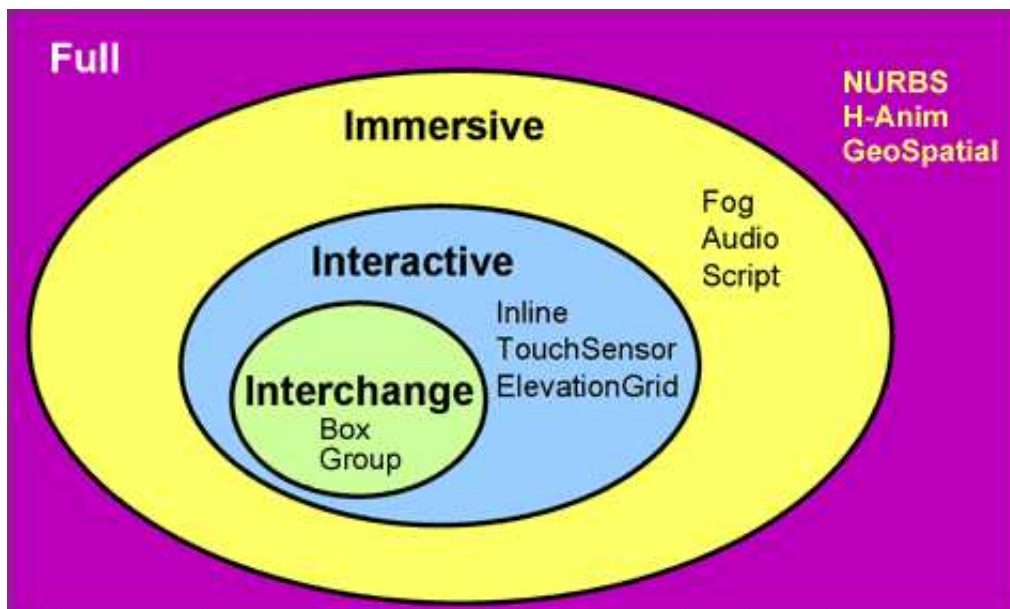 Full
NURBS
H-Anim
GeoSpatial
Immersive
Fog
Audio
Script
Interactive
Inline
TouchSensor
ElevationGrid
Interchange
Box
Group